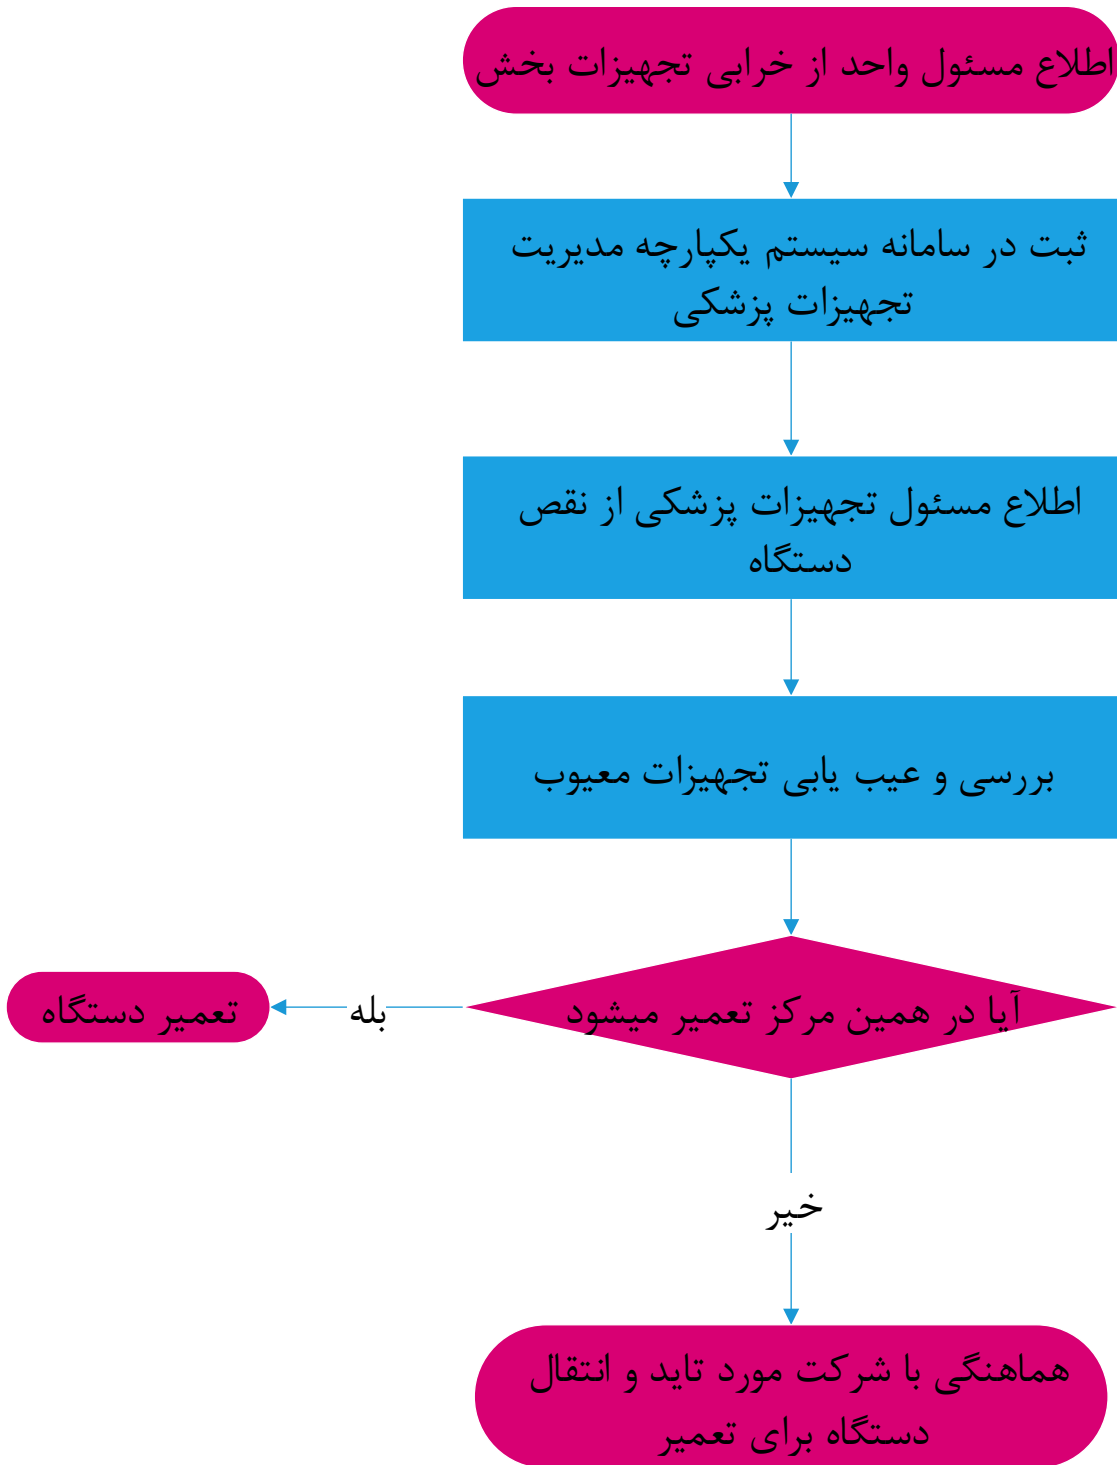 اطلاع مسئول واحد از خرابی تجهیزات بخش
ثبت در سامانه سیستم یکپارچه مدیریت
تجهیزات پزشکی
اطلاع مسئول تجهیزات پزشکی از نقص
دستگاه
بررسی و عیب یابی تجهیزات معیوب
آیا در همین مرکز تعمیر میشود
بله
تعمیر دستگاه
خیر
هماهنگی با شرکت مورد تاید و انتقال
دستگاه برای تعمیر